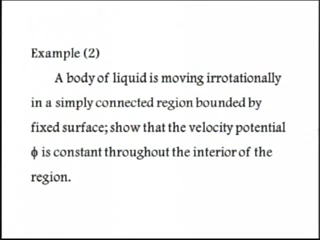 Example (2)
A body of liquid is moving irrotationally
in a simply connected region bounded by
fixed surface; show that the velocity potential
ϕ is constant throughout the interior of the
region.